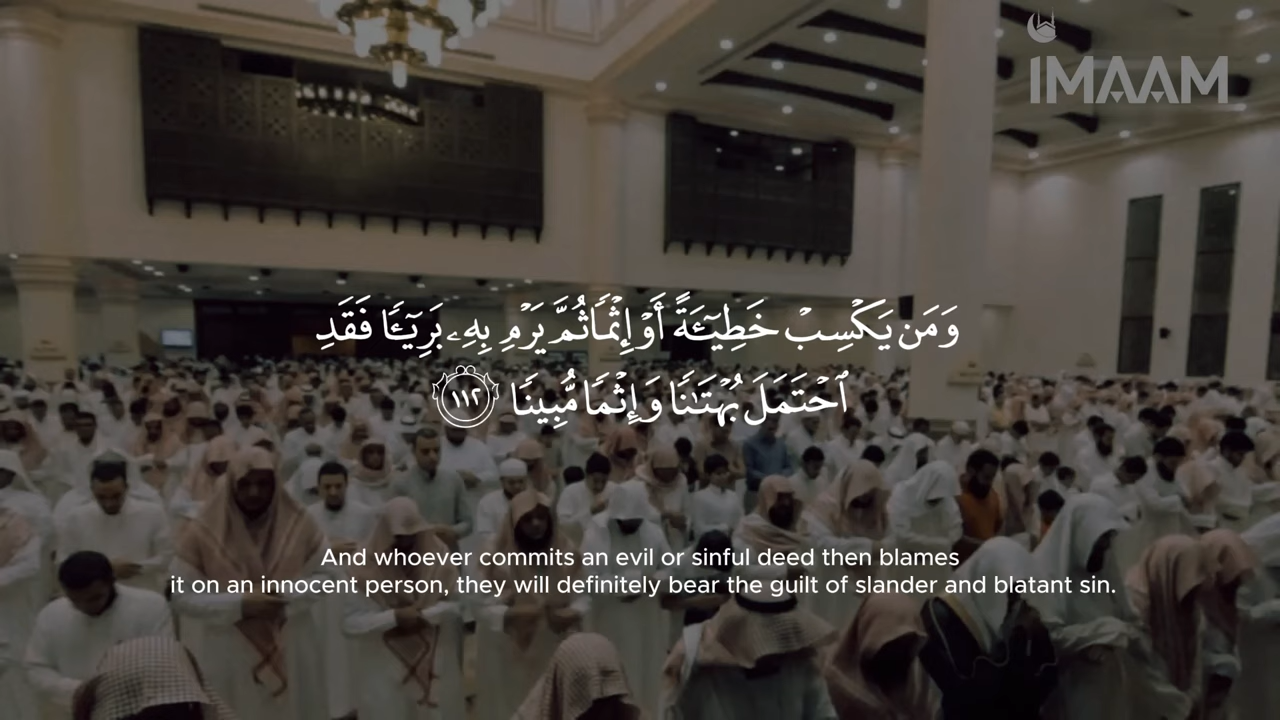 IMAAM
وَمَن يَكْسِبْ خَطِيٓـَٔةً أَوْ إِثْمًا ثُمَّ يَرْمِ بِهِۦ بَرِيٓـًٔا فَقَدِ
ٱحْتَمَلَ بُهْتَـٰنًا وَإِثْمًا مُّبِينًا ١١٢
And whoever commits an evil or sinful deed then blames
it on an innocent person, they will definitely bear the guilt of slander and blatant sin.